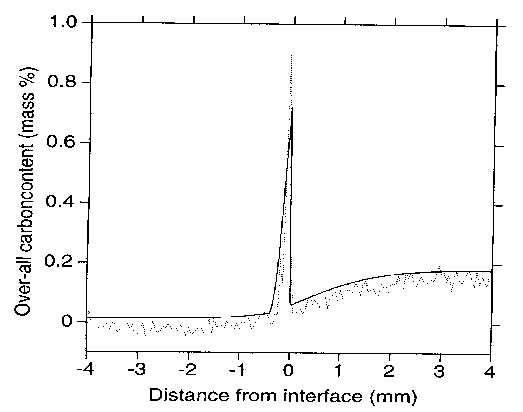 Over-all carboncontent (mass %)
1.0
0.8
0.6
0.4
0.2
0
-4 -3 -2 -1 0 1 2 3 4
Distance from interface (mm)